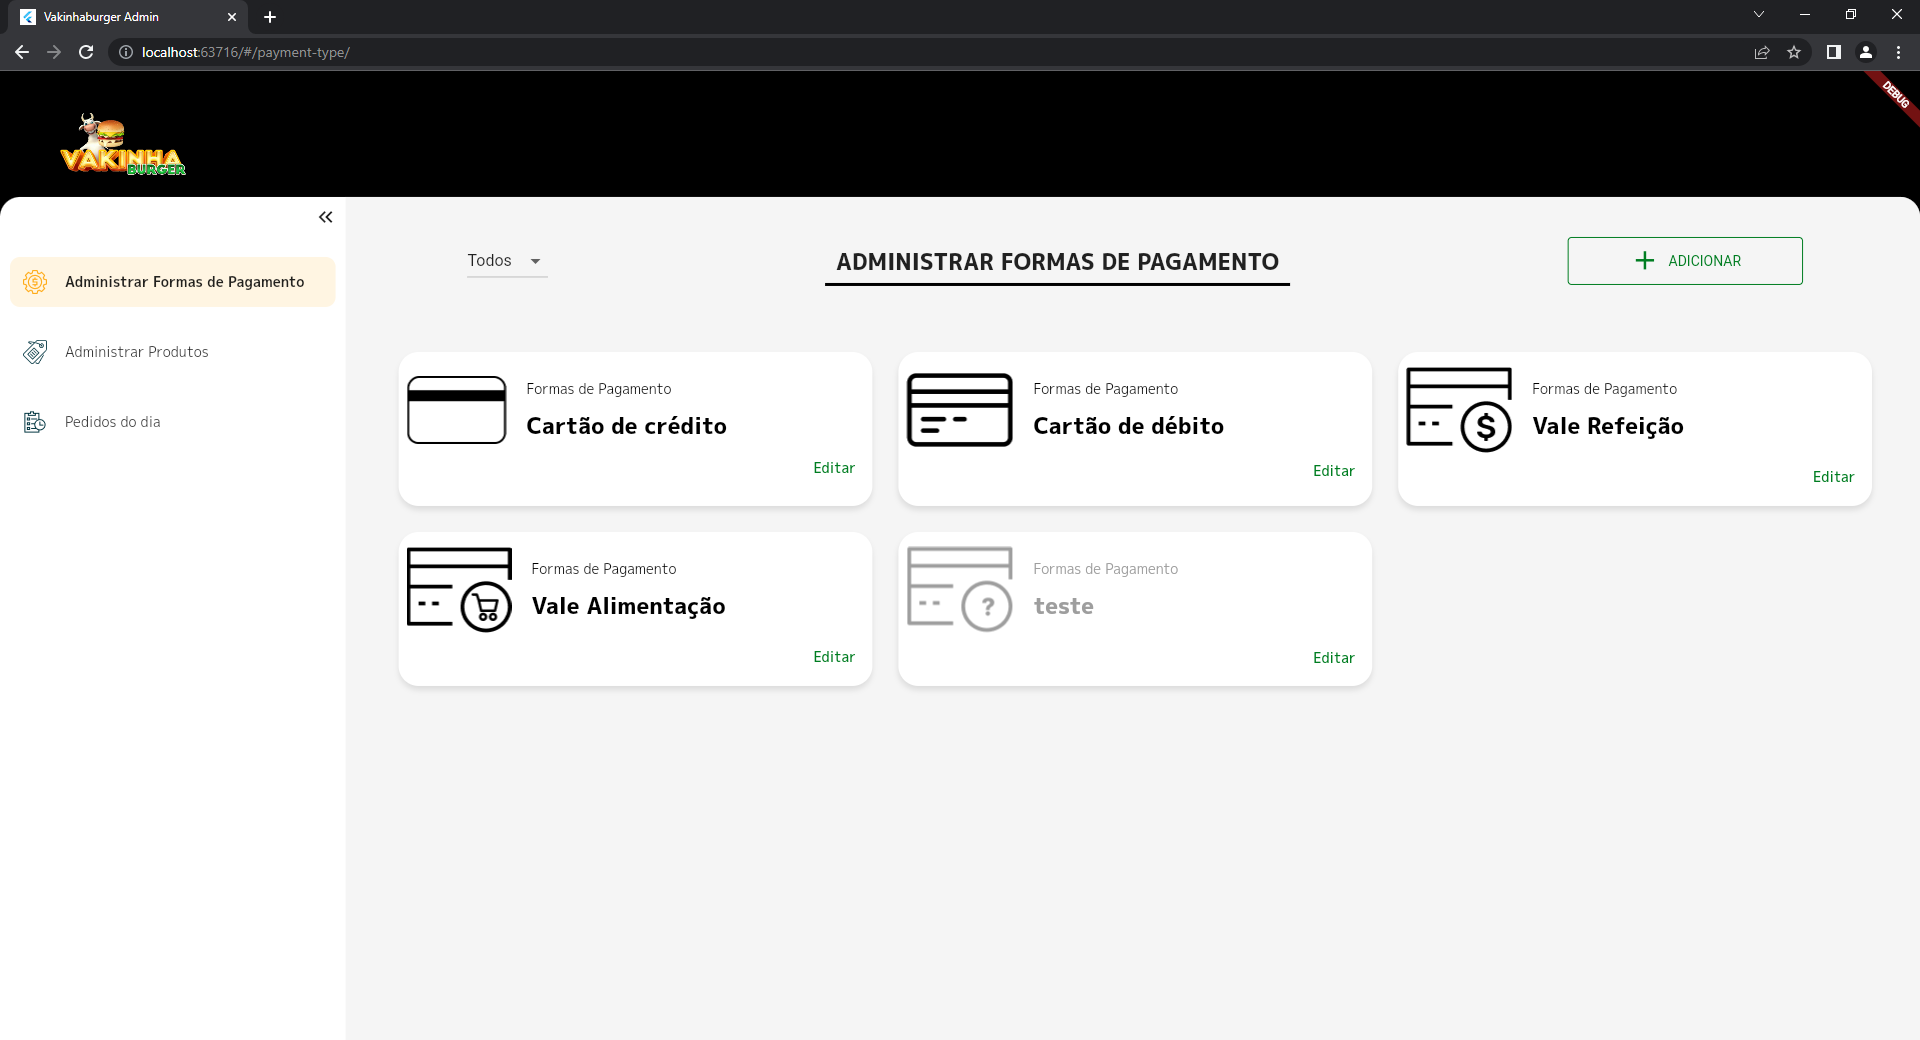 Vakinhaburger Admin
localhost:63716/#/payment-type/
DEBUG
VAKINHA
BURGER
Todos
ADMINISTRAR FORMAS DE PAGAMENTO
ADICIONAR
Administrar Formas de Pagamento
Administrar Produtos
Pedidos do dia
Formas de Pagamento
Cartão de crédito
Editar
Formas de Pagamento
Cartão de débito
Editar
$
Formas de Pagamento
Vale Refeição
Editar
Formas de Pagamento
Vale Alimentação
Editar
?
Formas de Pagamento
teste
Editar